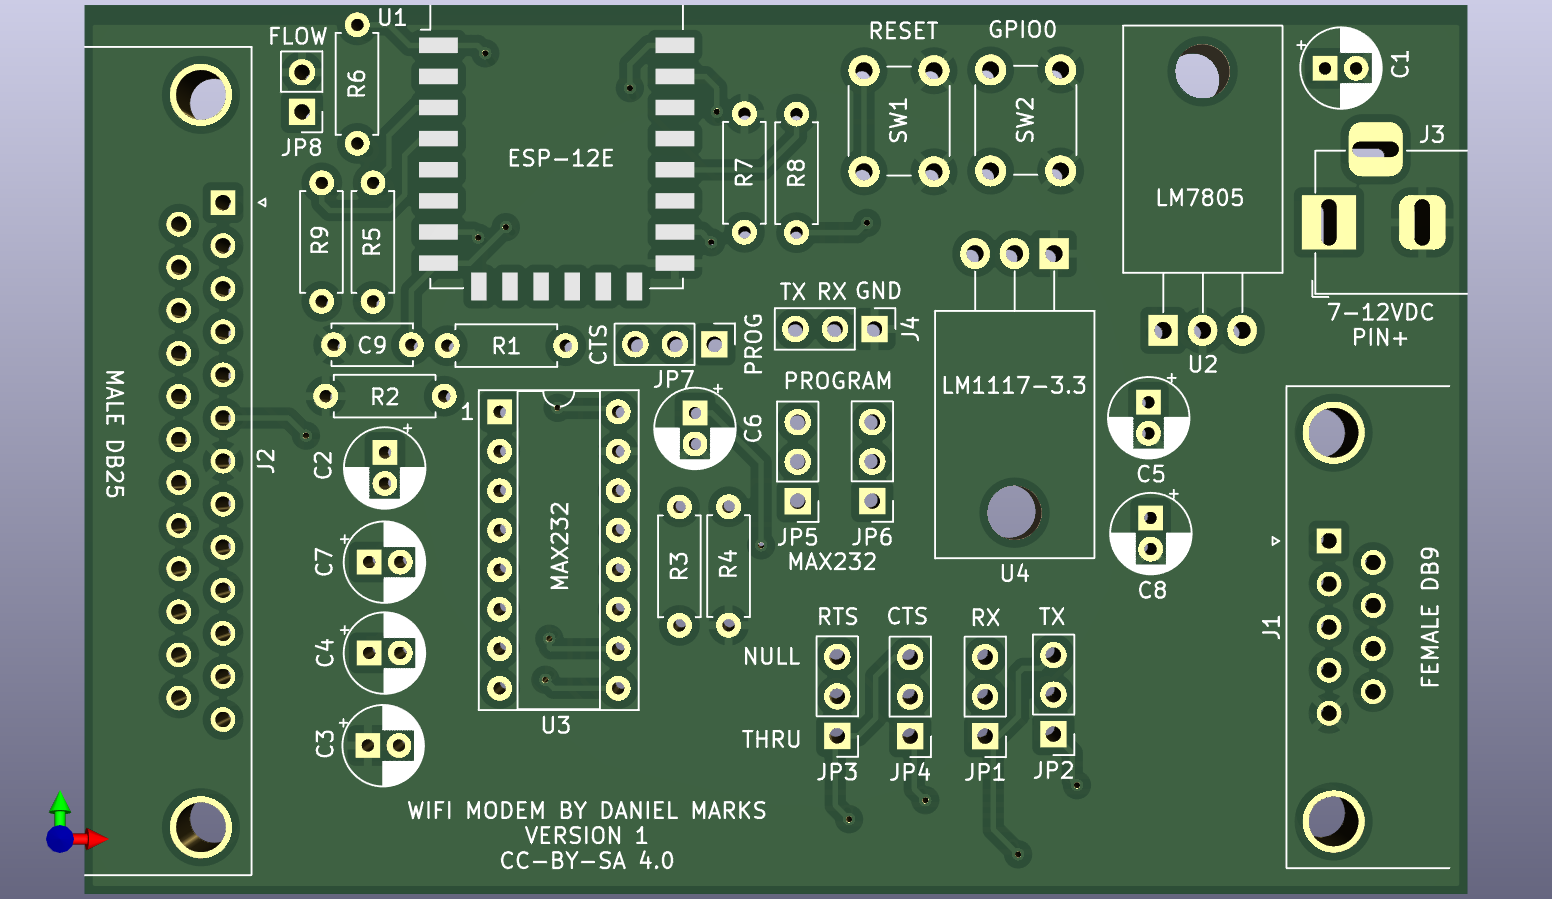 U1
FLOW
JP8
R6
RESET
GPIO0
SW1
SW2
C1
J3
ESP-12E
R7
R8
LM7805
R9
R5
TX RX GND
J4
7-12VDC
PIN+
U2
C9
R1
CTS
JP7
PROG
R2
1
PROGRAM
LM1117-3.3
MALE DB25
J2
C2
C6
C5
MAX232
R3
R4
JP5
JP6
MAX232
U4
C8
C7
J1
FEMALE DB9
C4
RTS
CTS
RX
TX
NULL
THRU
C3
U3
JP3
JP4
JP1
JP2
WIFI MODEM BY DANIEL MARKS
VERSION 1
CC-BY-SA 4.0